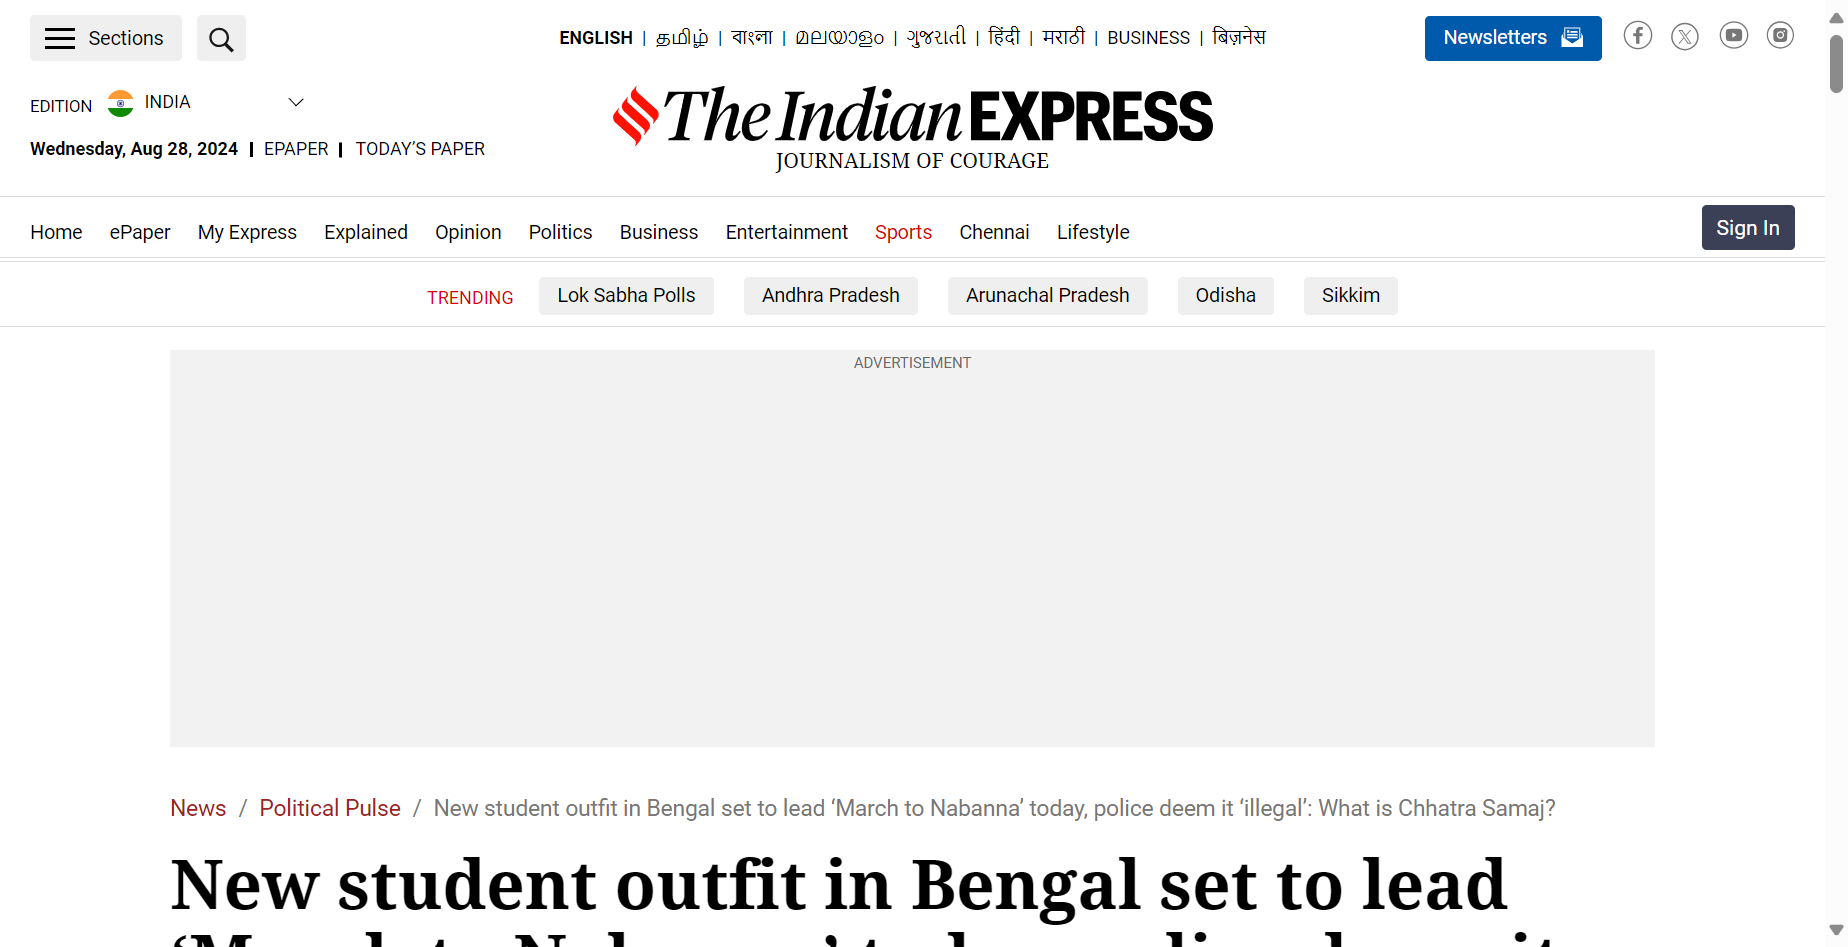 Sections
ENGLISH | தமிழ் | বাংলা | മലയാളം | ગુજરાતી | हिंदी | मराठी | BUSINESS | बिज़नेस
Newsletters
EDITION INDIA
The Indian EXPRESS
JOURNALISM OF COURAGE
Wednesday, Aug 28, 2024 | EPAPER | TODAY’S PAPER
Home ePaper My Express Explained Opinion Politics Business Entertainment Sports Chennai Lifestyle
Sign In
TRENDING Lok Sabha Polls Andhra Pradesh Arunachal Pradesh Odisha Sikkim
ADVERTISEMENT
News / Political Pulse / New student outfit in Bengal set to lead ‘March to Nabanna’ today, police deem it ‘illegal’: What is Chhatra Samaj?
New student outfit in Bengal set to lead